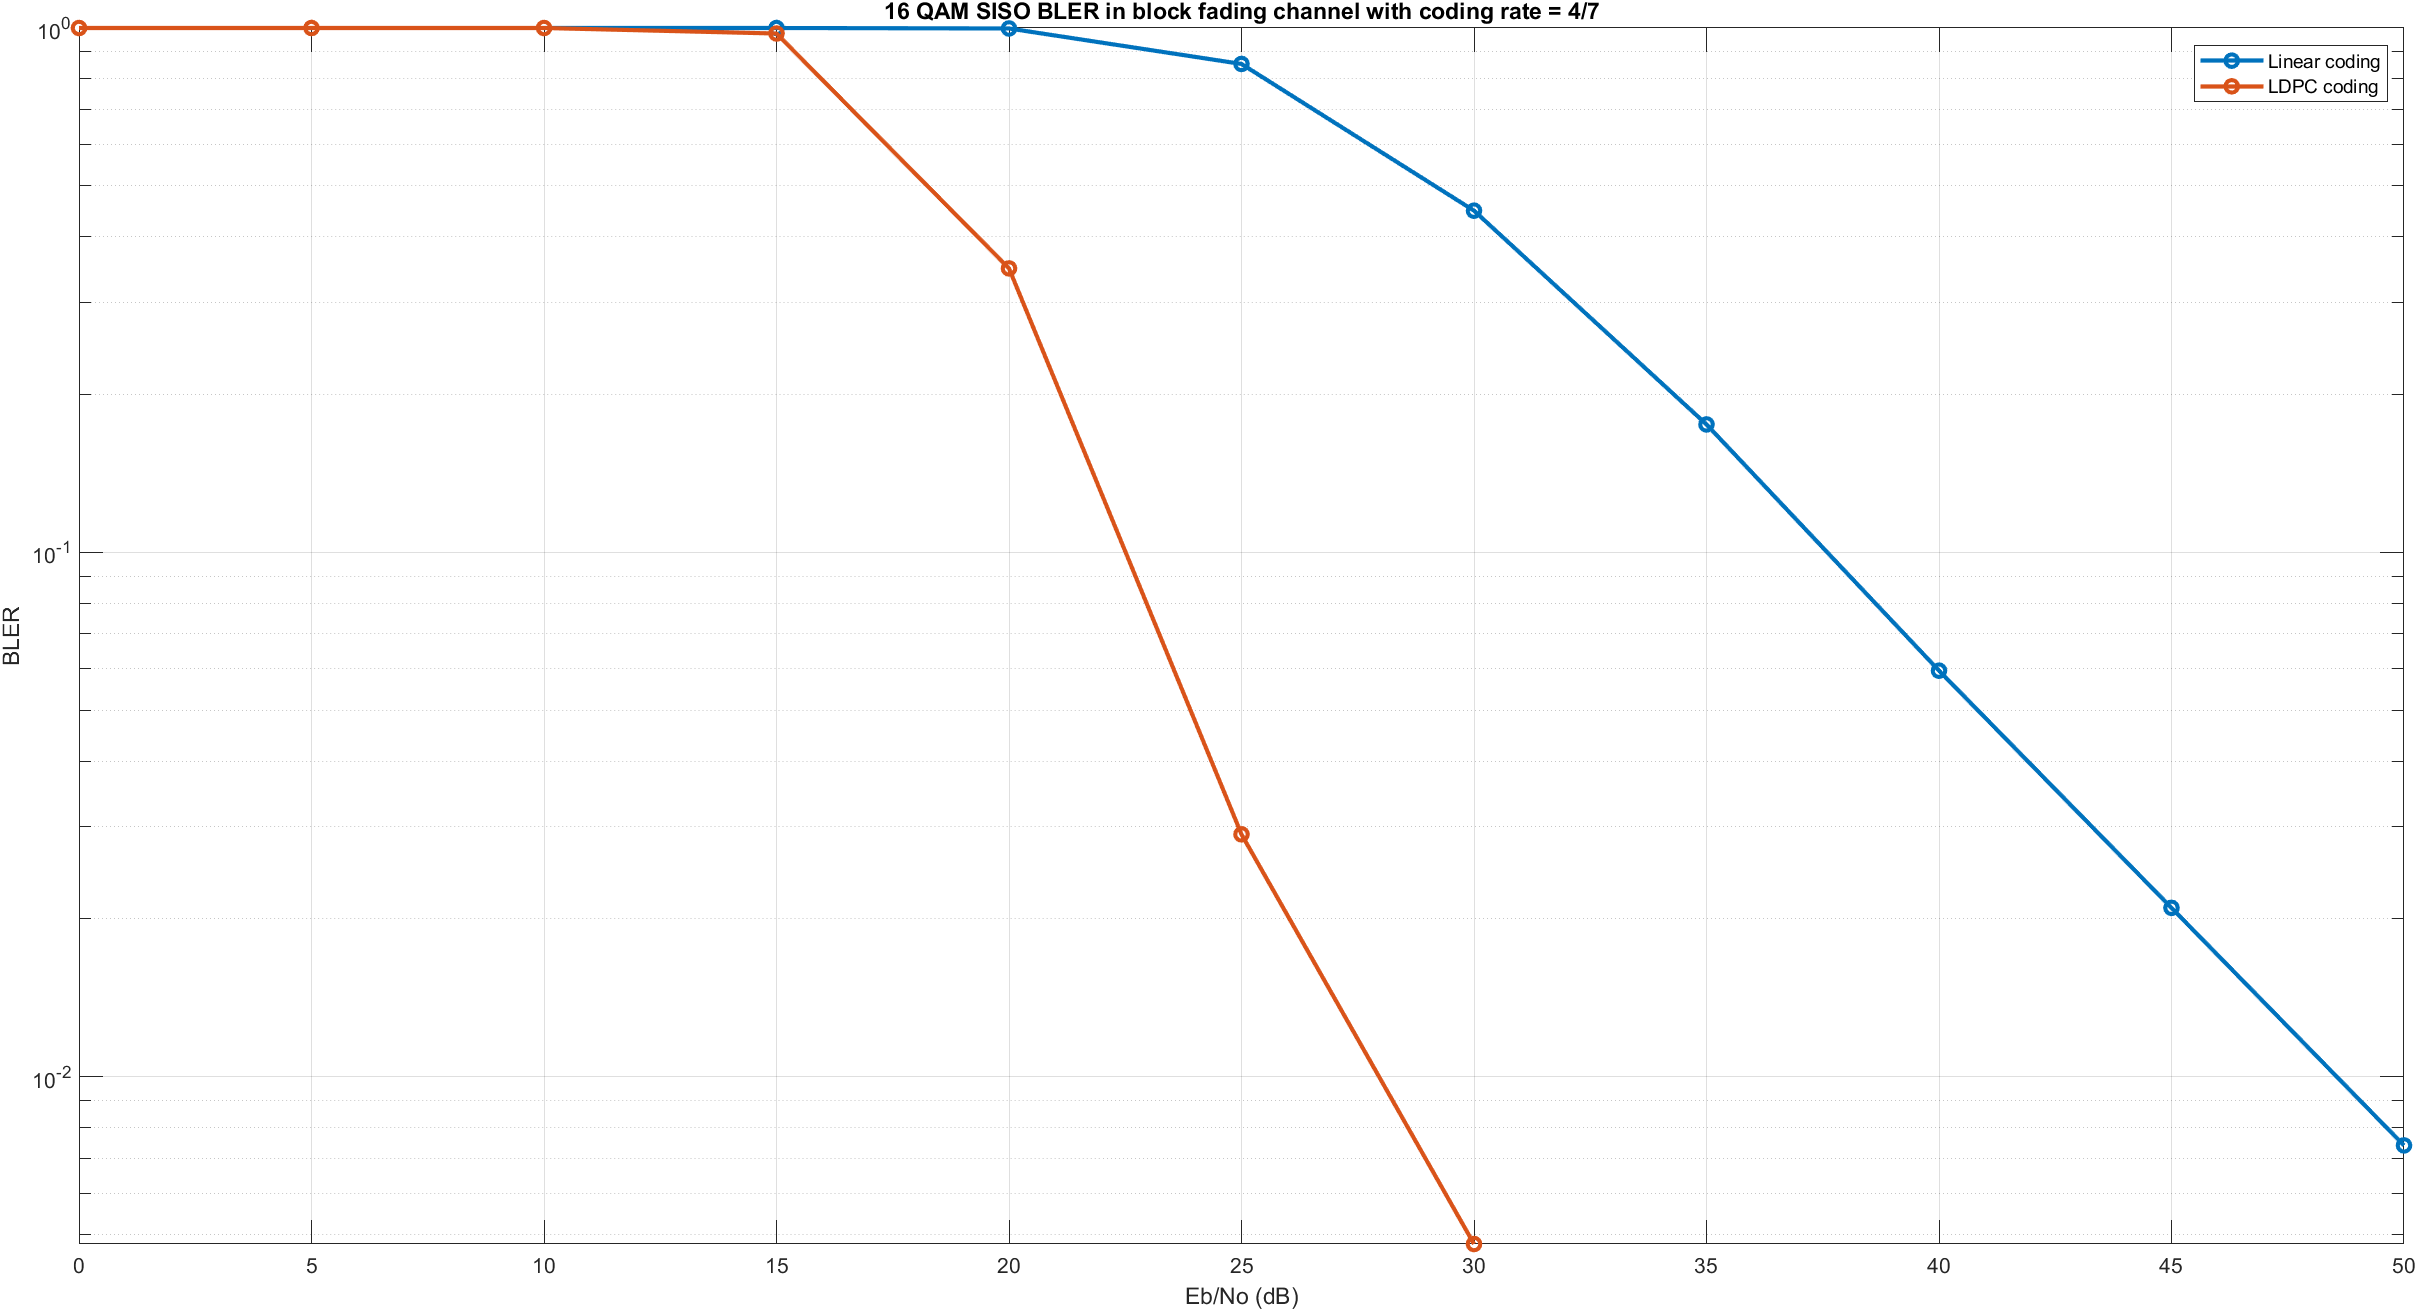 16 QAM SISO BLER in block fading channel with coding rate = 4/7
Linear coding
LDPC coding
10^0
10^-1
10^-2
BLER
0 5 10 15 20 25 30 35 40 45 50
Eb/No (dB)